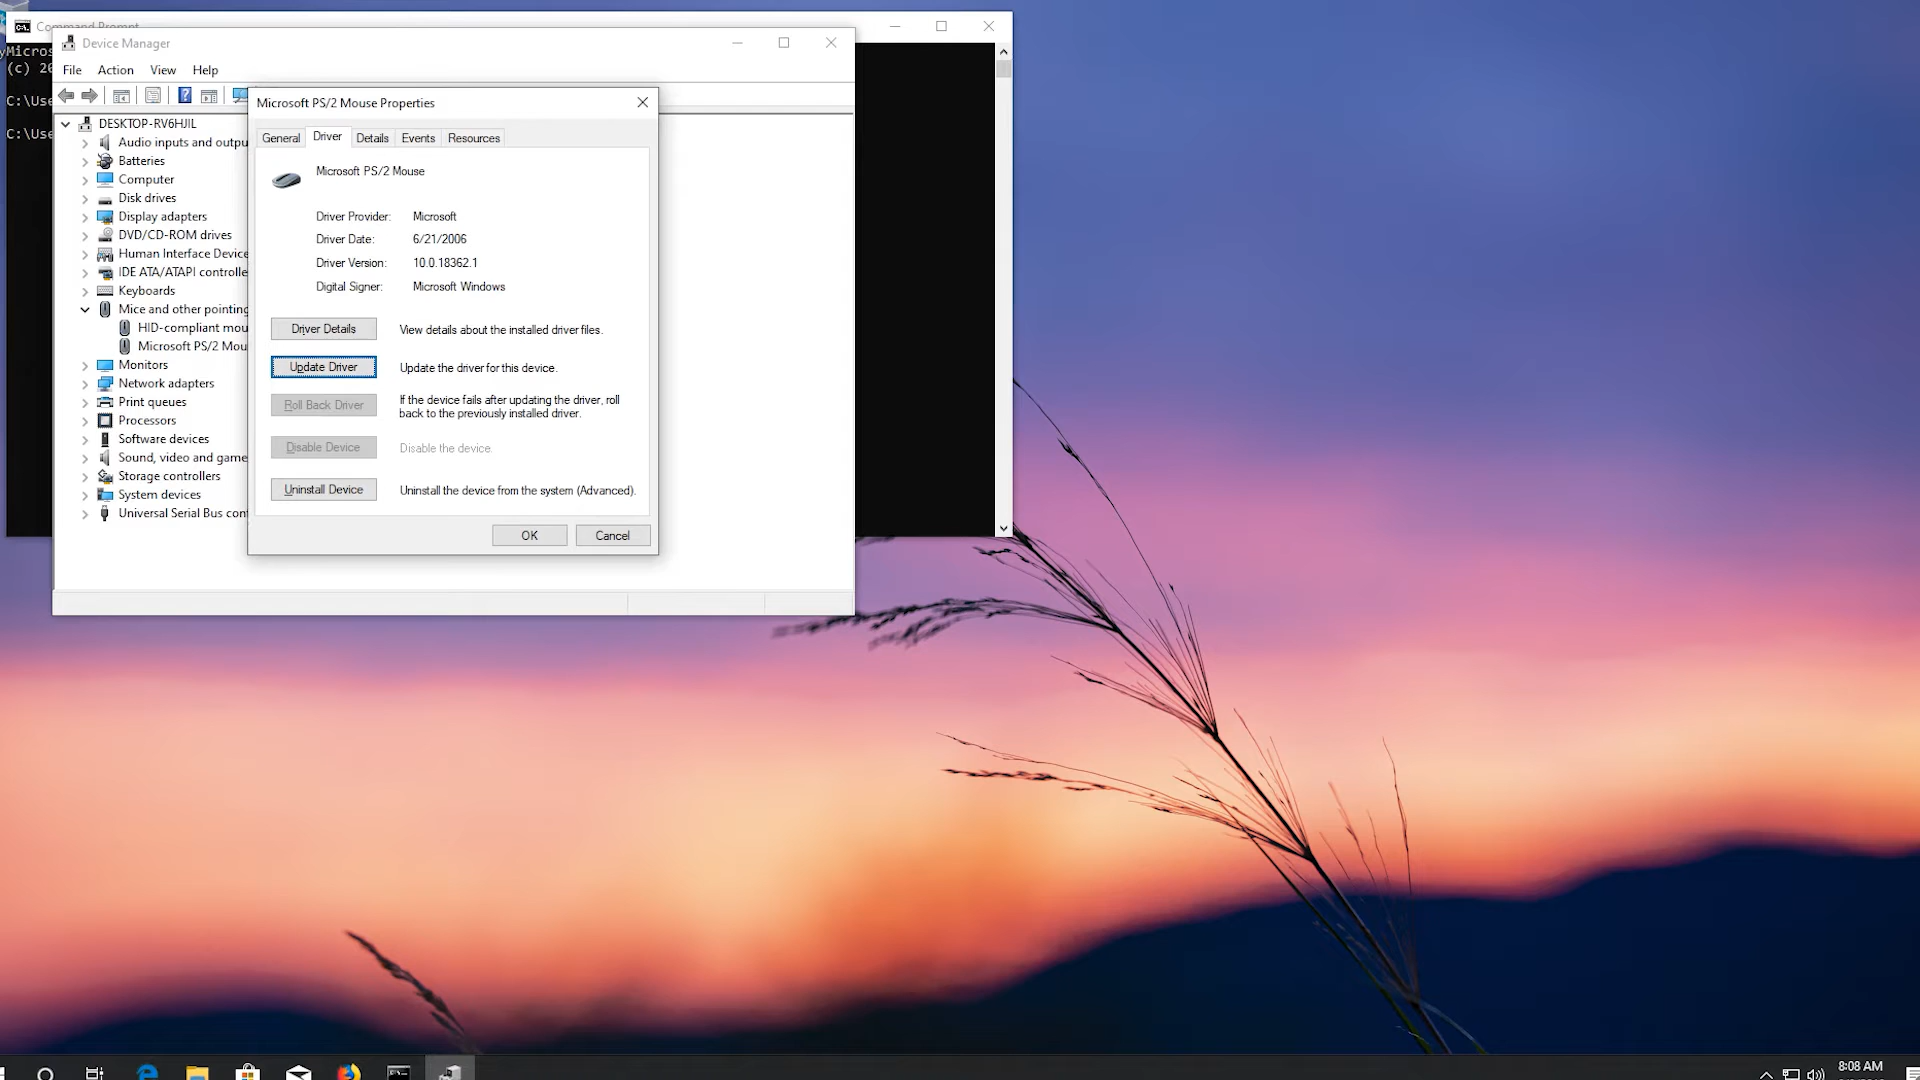 Command Prompt
Device Manager
Micros
(c) 20
File Action View Help
C:\Use
C:\Use
Microsoft PS/2 Mouse Properties
General Driver Details Events Resources
DESKTOP-RV6HJIL
Audio inputs and outpu
Batteries
Computer
Disk drives
Display adapters
DVD/CD-ROM drives
Human Interface Device
IDE ATA/ATAPI controlle
Keyboards
Mice and other pointing
HID-compliant mou
Microsoft PS/2 Mou
Monitors
Network adapters
Print queues
Processors
Software devices
Sound, video and game
Storage controllers
System devices
Universal Serial Bus cont
Microsoft PS/2 Mouse
Driver Provider: Microsoft
Driver Date: 6/21/2006
Driver Version: 10.0.18362.1
Digital Signer: Microsoft Windows
Driver Details View details about the installed driver files.
Update Driver Update the driver for this device.
Roll Back Driver If the device fails after updating the driver, roll
back to the previously installed driver.
Disable Device Disable the device.
Uninstall Device Uninstall the device from the system (Advanced).
OK Cancel
8:08 AM